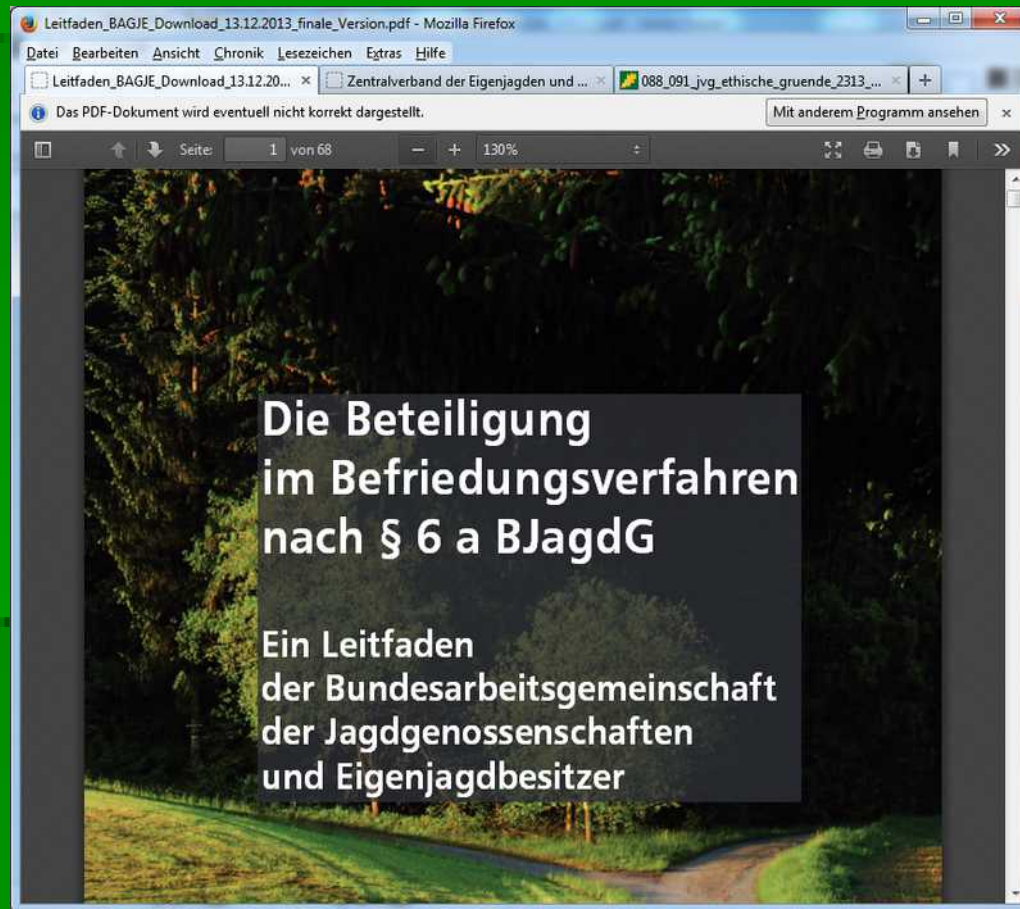 Leitfaden_BAGJE_Download_13.12.2013_finale_Version.pdf - Mozilla Firefox
Datei Bearbeiten Ansicht Chronik Lesezeichen Extras Hilfe
Leitfaden_BAGJE_Download_13.12.20... × Zentralverband der Eigenjagden und ... × 088_091_jvg_ethische_gruende_2313_... × +
Das PDF-Dokument wird eventuell nicht korrekt dargestellt. Mit anderem Programm ansehen ×
Seite: 1 von 68 − + 130%
Die Beteiligung
im Befriedungsverfahren
nach § 6 a BJagdG
Ein Leitfaden
der Bundesarbeitsgemeinschaft
der Jagdgenossenschaften
und Eigenjagdbesitzer